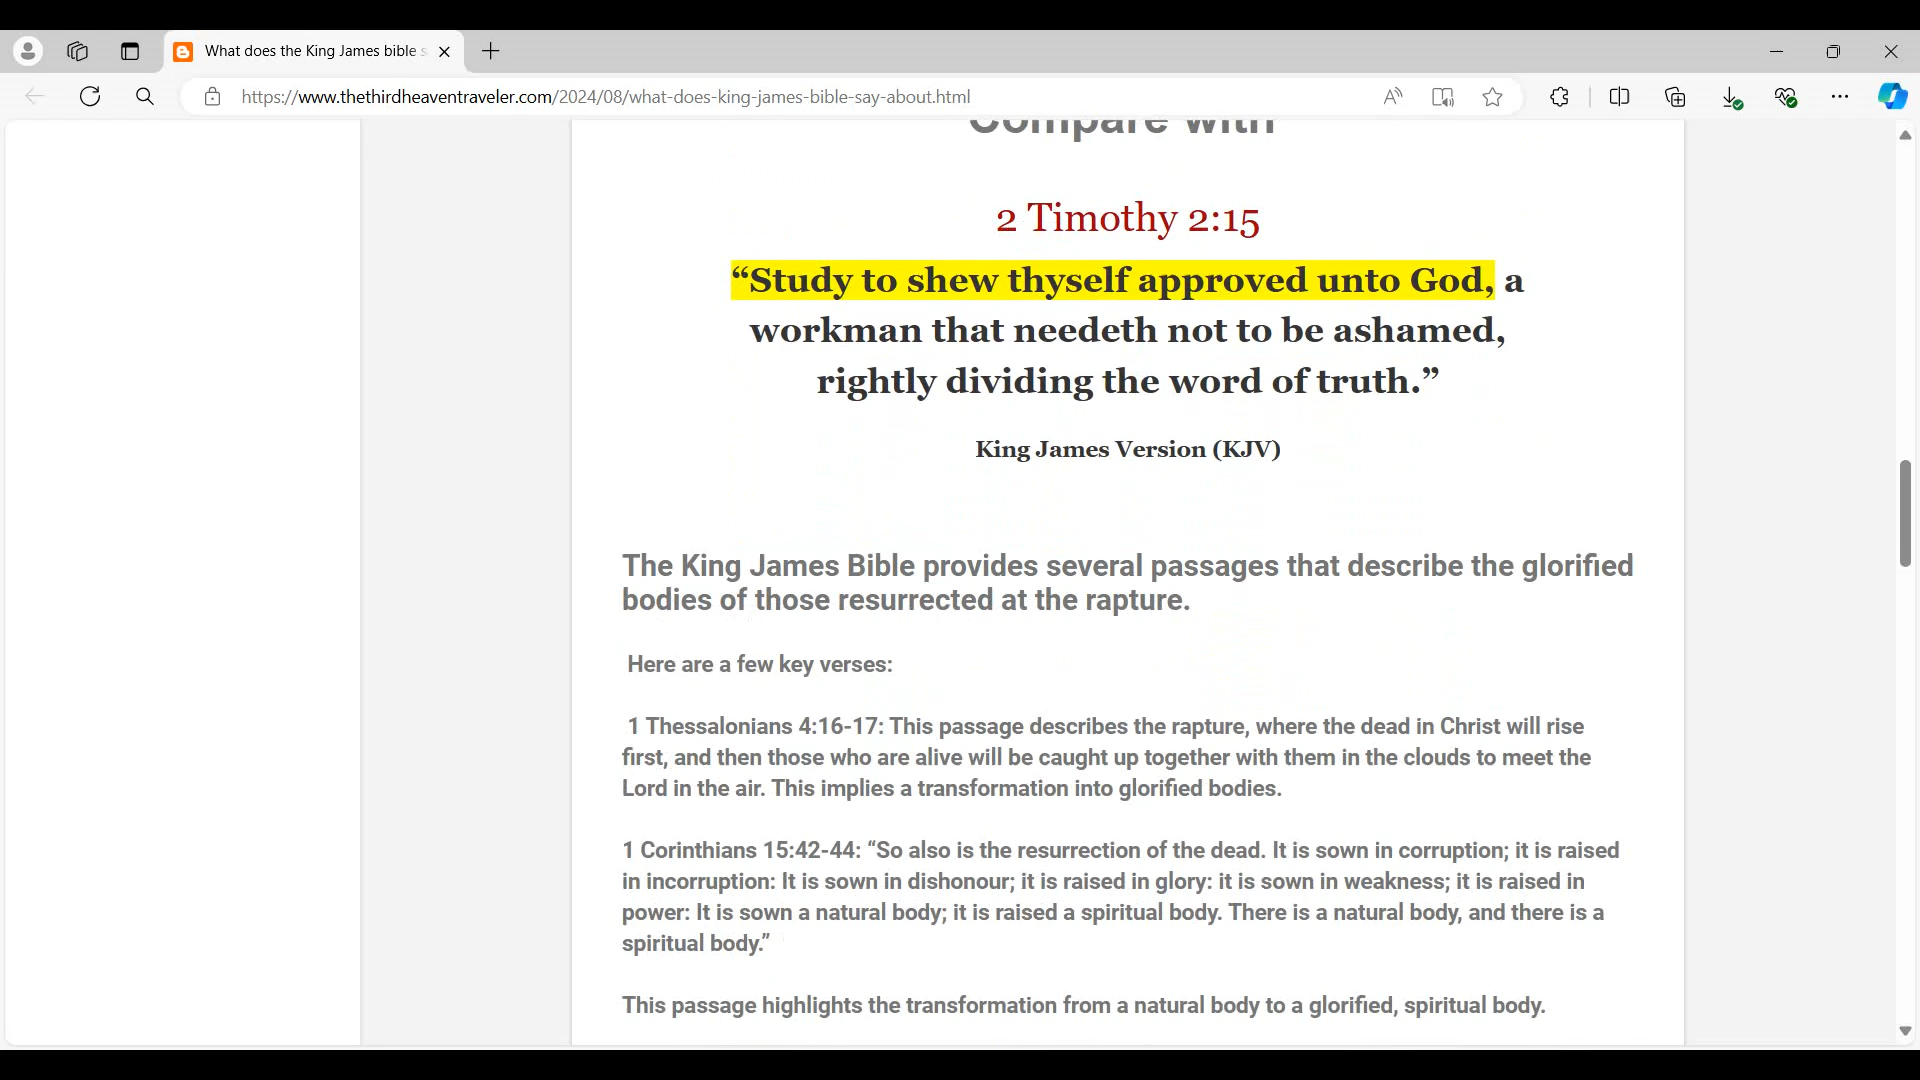 What does the King James bible s
https://www.thethirdheaventraveler.com/2024/08/what-does-king-james-bible-say-about.html
Compare with
2 Timothy 2:15
“Study to shew thyself approved unto God, a
workman that needeth not to be ashamed,
rightly dividing the word of truth.”
King James Version (KJV)
The King James Bible provides several passages that describe the glorified
bodies of those resurrected at the rapture.
Here are a few key verses:
1 Thessalonians 4:16-17: This passage describes the rapture, where the dead in Christ will rise
first, and then those who are alive will be caught up together with them in the clouds to meet the
Lord in the air. This implies a transformation into glorified bodies.
1 Corinthians 15:42-44: “So also is the resurrection of the dead. It is sown in corruption; it is raised
in incorruption: It is sown in dishonour; it is raised in glory: it is sown in weakness; it is raised in
power: It is sown a natural body; it is raised a spiritual body. There is a natural body, and there is a
spiritual body.”
This passage highlights the transformation from a natural body to a glorified, spiritual body.